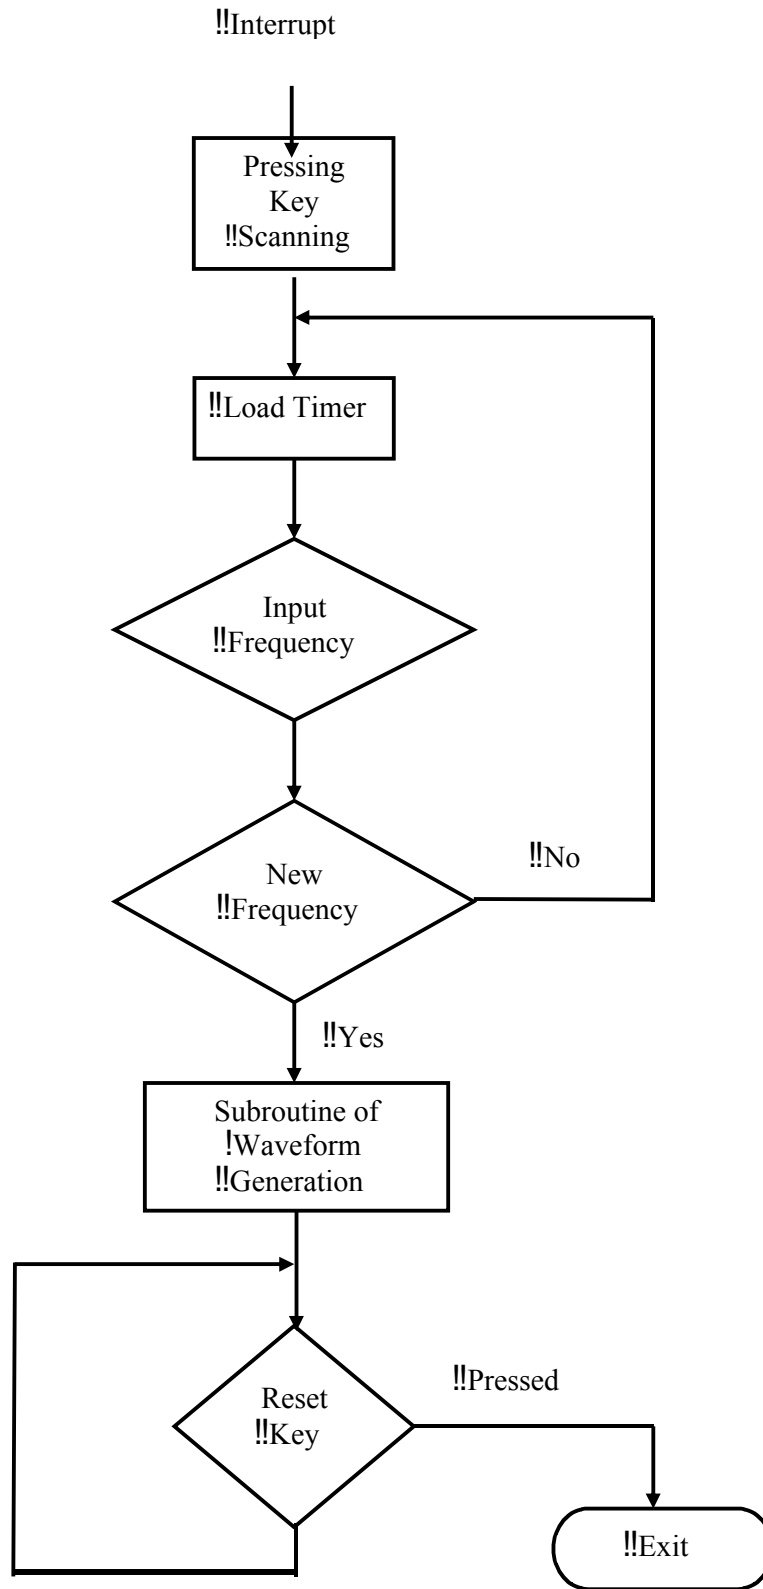 ‼Interrupt
Pressing
Key
‼Scanning
‼Load Timer
Input
‼Frequency
New
‼Frequency
‼No
‼Yes
Subroutine of
!Waveform
‼Generation
‼Pressed
Reset
‼Key
‼Exit